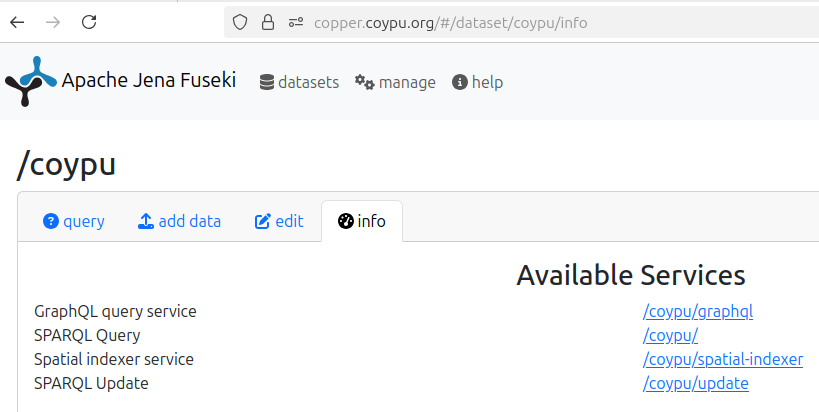 copper.coypu.org/#/dataset/coypu/info
Apache Jena Fuseki datasets manage help
/coypu
query add data edit info
Available Services
GraphQL query service /coypu/graphql
SPARQL Query /coypu/
Spatial indexer service /coypu/spatial-indexer
SPARQL Update /coypu/update